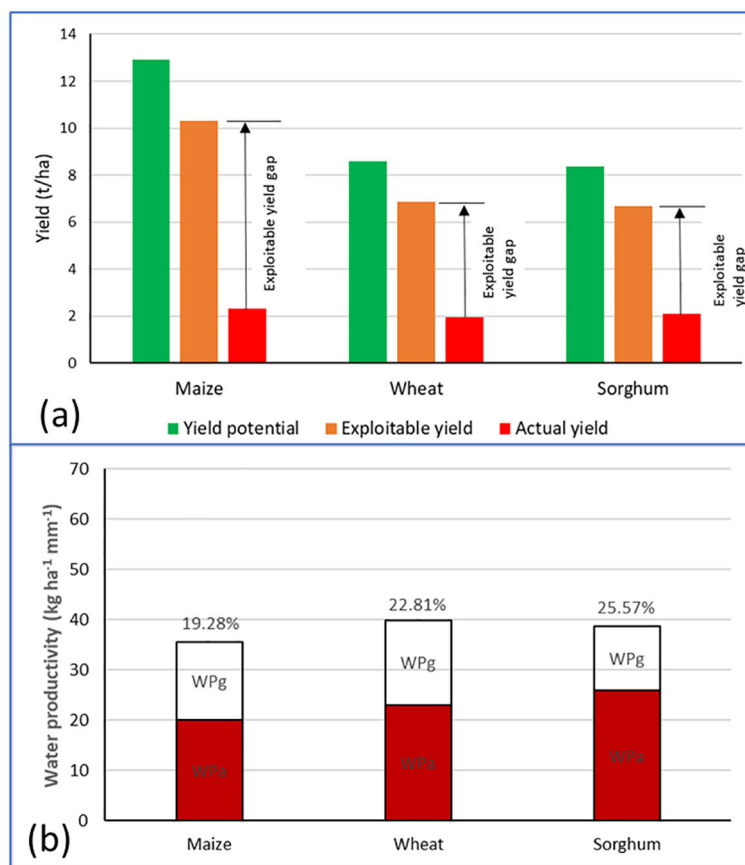 14
12
10
8
6
4
2
0
Yield (t/ha)
Exploitable yield gap
Exploitable
yield gap
Exploitable
yield gap
Maize Wheat Sorghum
(a)
Yield potential Exploitable yield Actual yield
70
60
50
40
30
20
10
0
Water productivity (kg ha⁻¹ mm⁻¹)
19.28% 22.81% 25.57%
WPg WPg WPg
WPa WPa WPa
Maize Wheat Sorghum
(b)